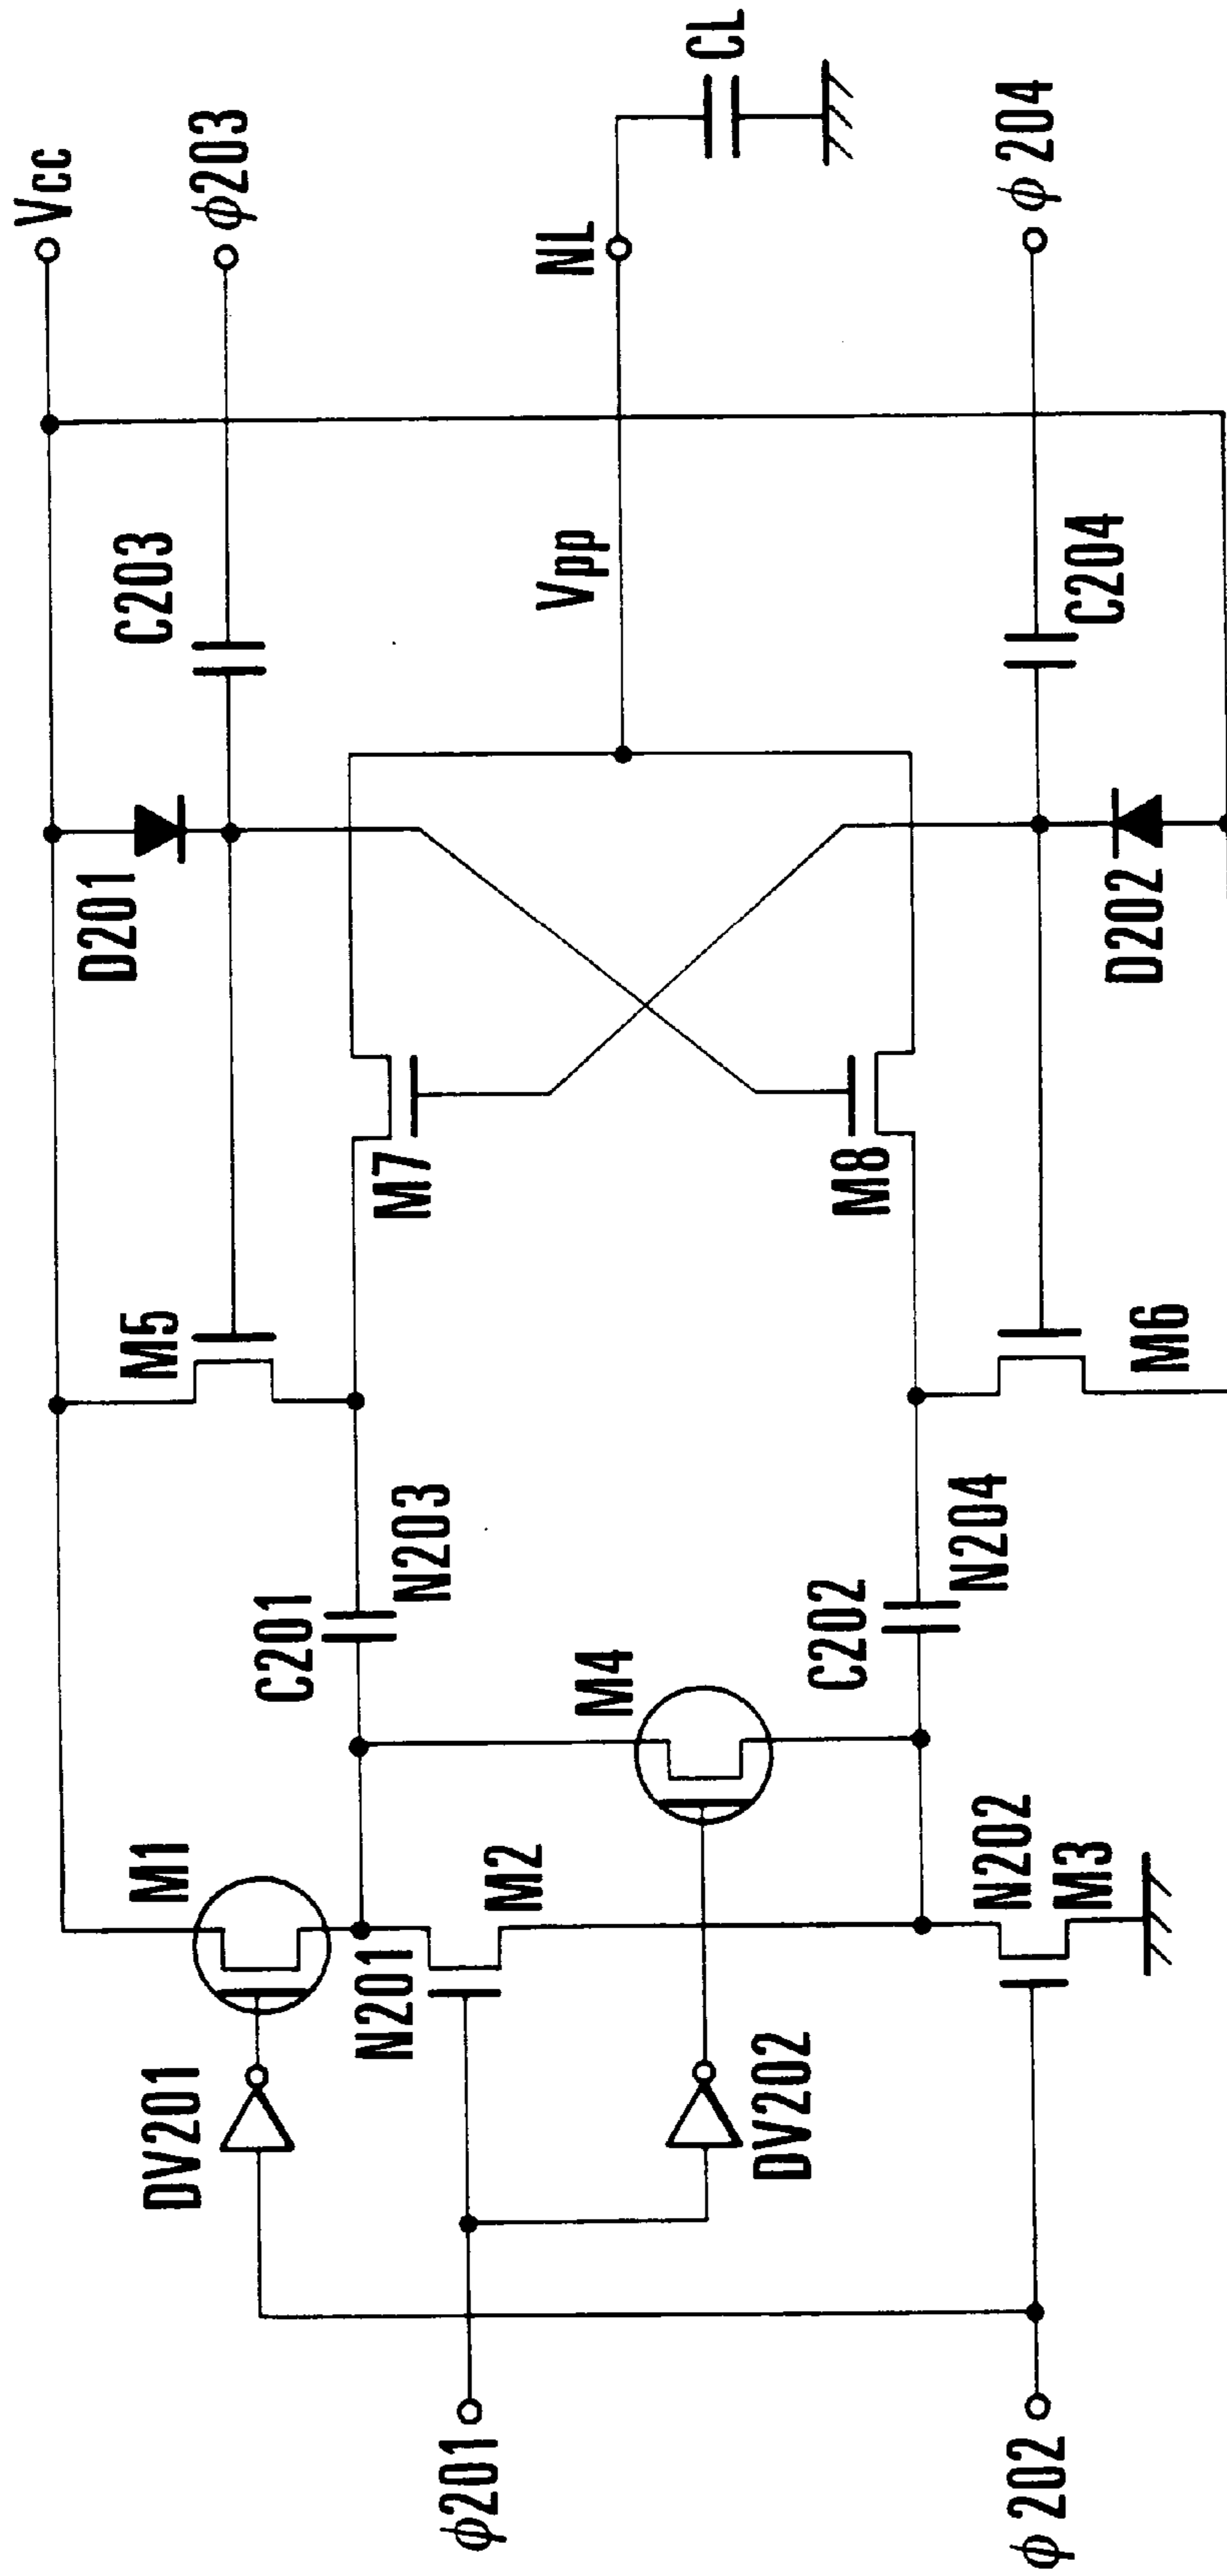 Vcc
φ203
CL
NL
φ204
C203
Vpp
C204
D201
D202
M7
M8
M5
M6
N203
N204
C201
C202
M4
M1
M2
N202
M3
N201
DV201
DV202
φ201
φ202